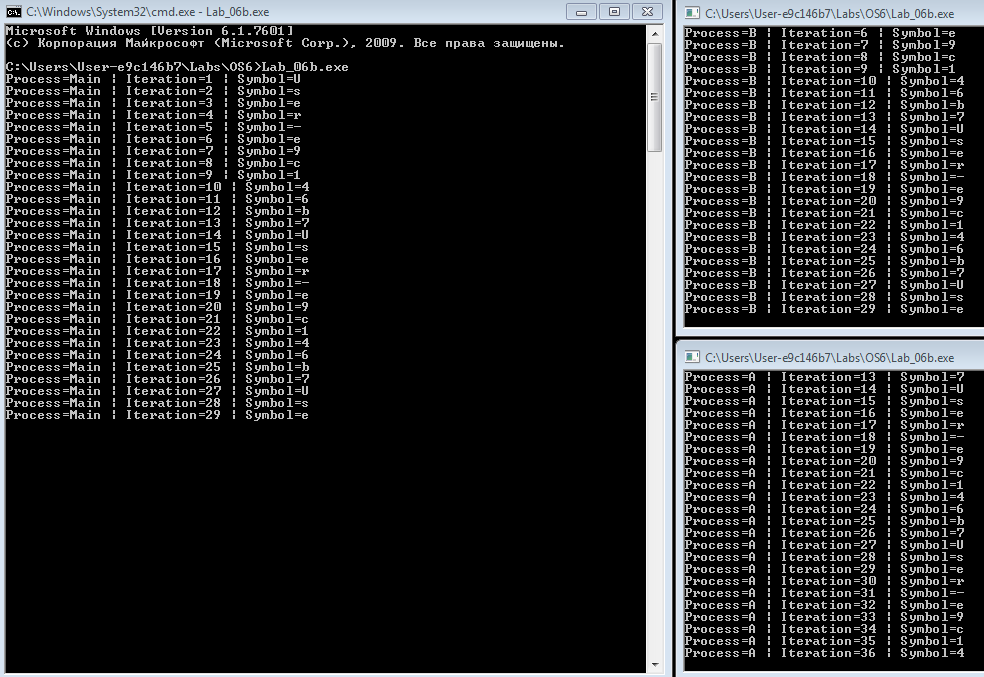 C:\Windows\System32\cmd.exe - Lab_06b.exe
Microsoft Windows [Version 6.1.7601]
(c) Корпорация Майкрософт (Microsoft Corp.), 2009. Все права защищены.
C:\Users\User-e9c146b7\Labs\OS6>Lab_06b.exe
Process=Main | Iteration=1 | Symbol=U
Process=Main | Iteration=2 | Symbol=s
Process=Main | Iteration=3 | Symbol=e
Process=Main | Iteration=4 | Symbol=r
Process=Main | Iteration=5 | Symbol=-
Process=Main | Iteration=6 | Symbol=e
Process=Main | Iteration=7 | Symbol=9
Process=Main | Iteration=8 | Symbol=c
Process=Main | Iteration=9 | Symbol=1
Process=Main | Iteration=10 | Symbol=4
Process=Main | Iteration=11 | Symbol=6
Process=Main | Iteration=12 | Symbol=b
Process=Main | Iteration=13 | Symbol=7
Process=Main | Iteration=14 | Symbol=U
Process=Main | Iteration=15 | Symbol=s
Process=Main | Iteration=16 | Symbol=e
Process=Main | Iteration=17 | Symbol=r
Process=Main | Iteration=18 | Symbol=-
Process=Main | Iteration=19 | Symbol=e
Process=Main | Iteration=20 | Symbol=9
Process=Main | Iteration=21 | Symbol=c
Process=Main | Iteration=22 | Symbol=1
Process=Main | Iteration=23 | Symbol=4
Process=Main | Iteration=24 | Symbol=6
Process=Main | Iteration=25 | Symbol=b
Process=Main | Iteration=26 | Symbol=7
Process=Main | Iteration=27 | Symbol=U
Process=Main | Iteration=28 | Symbol=s
Process=Main | Iteration=29 | Symbol=e
C:\Users\User-e9c146b7\Labs\OS6\Lab_06b.exe
Process=B | Iteration=6 | Symbol=e
Process=B | Iteration=7 | Symbol=9
Process=B | Iteration=8 | Symbol=c
Process=B | Iteration=9 | Symbol=1
Process=B | Iteration=10 | Symbol=4
Process=B | Iteration=11 | Symbol=6
Process=B | Iteration=12 | Symbol=b
Process=B | Iteration=13 | Symbol=7
Process=B | Iteration=14 | Symbol=U
Process=B | Iteration=15 | Symbol=s
Process=B | Iteration=16 | Symbol=e
Process=B | Iteration=17 | Symbol=r
Process=B | Iteration=18 | Symbol=-
Process=B | Iteration=19 | Symbol=e
Process=B | Iteration=20 | Symbol=9
Process=B | Iteration=21 | Symbol=c
Process=B | Iteration=22 | Symbol=1
Process=B | Iteration=23 | Symbol=4
Process=B | Iteration=24 | Symbol=6
Process=B | Iteration=25 | Symbol=b
Process=B | Iteration=26 | Symbol=7
Process=B | Iteration=27 | Symbol=U
Process=B | Iteration=28 | Symbol=s
Process=B | Iteration=29 | Symbol=e
C:\Users\User-e9c146b7\Labs\OS6\Lab_06b.exe
Process=A | Iteration=13 | Symbol=7
Process=A | Iteration=14 | Symbol=U
Process=A | Iteration=15 | Symbol=s
Process=A | Iteration=16 | Symbol=e
Process=A | Iteration=17 | Symbol=r
Process=A | Iteration=18 | Symbol=-
Process=A | Iteration=19 | Symbol=e
Process=A | Iteration=20 | Symbol=9
Process=A | Iteration=21 | Symbol=c
Process=A | Iteration=22 | Symbol=1
Process=A | Iteration=23 | Symbol=4
Process=A | Iteration=24 | Symbol=6
Process=A | Iteration=25 | Symbol=b
Process=A | Iteration=26 | Symbol=7
Process=A | Iteration=27 | Symbol=U
Process=A | Iteration=28 | Symbol=s
Process=A | Iteration=29 | Symbol=e
Process=A | Iteration=30 | Symbol=r
Process=A | Iteration=31 | Symbol=-
Process=A | Iteration=32 | Symbol=e
Process=A | Iteration=33 | Symbol=9
Process=A | Iteration=34 | Symbol=c
Process=A | Iteration=35 | Symbol=1
Process=A | Iteration=36 | Symbol=4